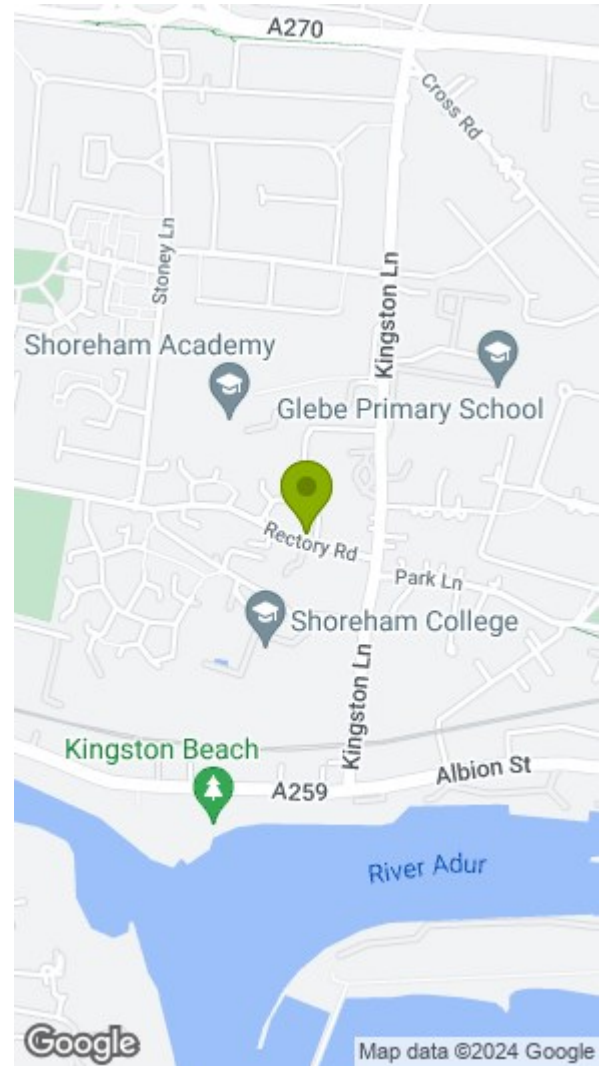 A270
Cross Rd
Stoney Ln
Kingston Ln
Shoreham Academy
Glebe Primary School
Rectory Rd
Park Ln
Shoreham College
Kingston Ln
Kingston Beach
Albion St
A259
River Adur
Google
Map data ©2024 Google